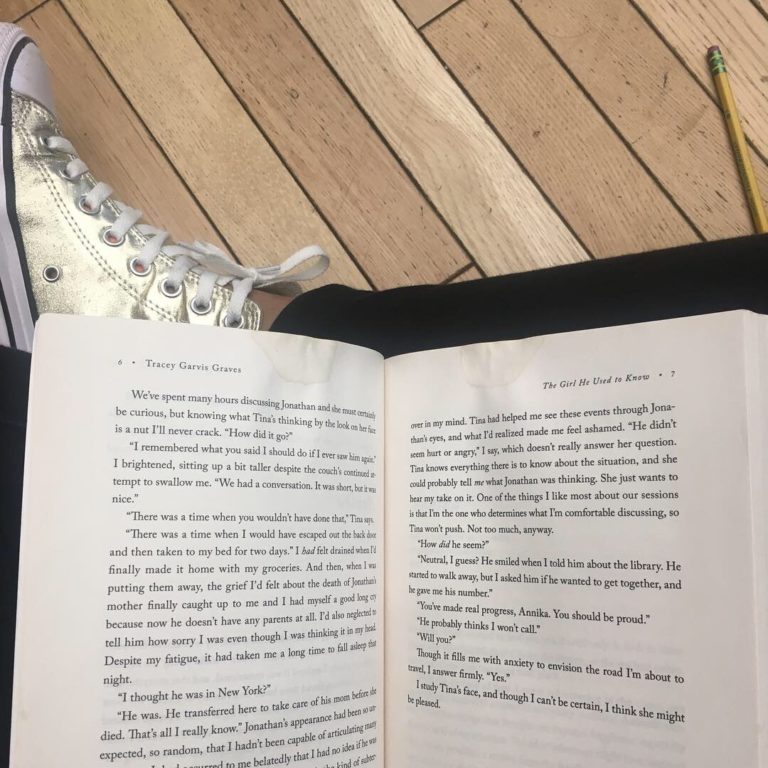 6 • Tracey Garvis Graves
We've spent many hours discussing Jonathan and she must certainly
be curious, but knowing what Tina's thinking by the look on her face
is a nut I'll never crack. "How did it go?"
"I remembered what you said I should do if I ever saw him again."
I brightened, sitting up a bit taller despite the couch's continued at-
tempt to swallow me. "We had a conversation. It was short, but it was
nice."
"There was a time when you wouldn't have done that," Tina says.
"There was a time when I would have escaped out the back door
and then taken to my bed for two days." I had felt drained when I'd
finally made it home with my groceries. And then, when I was
putting them away, the grief I'd felt about the death of Jonathan's
mother finally caught up to me and I had myself a good long cry
because now he doesn't have any parents at all. I'd also neglected to
tell him how sorry I was even though I was thinking it in my head.
Despite my fatigue, it had taken me a long time to fall asleep that
night.
"I thought he was in New York?"
"He was. He transferred here to take care of his mom before she
died. That's all I really know." Jonathan's appearance had been so un-
expected, so random, that I hadn't been capable of articulating many
to me belatedly that I had no idea if he was
the kind of
The Girl He Used to Know • 7
over in my mind. Tina had helped me see these events through Jona-
than's eyes, and what I'd realized made me feel ashamed. "He didn't
seem hurt or angry," I say, which doesn't really answer her question.
Tina knows everything there is to know about the situation, and she
could probably tell me what Jonathan was thinking. She just wants to
hear my take on it. One of the things I like most about our sessions
is that I'm the one who determines what I'm comfortable discussing, so
Tina won't push. Not too much, anyway.
"How did he seem?"
"Neutral, I guess? He smiled when I told him about the library. He
started to walk away, but I asked him if he wanted to get together, and
he gave me his number."
"You've made real progress, Annika. You should be proud."
"He probably thinks I won't call."
"Will you?"
Though it fills me with anxiety to envision the road I'm about to
travel, I answer firmly. "Yes."
I study Tina's face, and though I can't be certain, I think she might
be pleased.